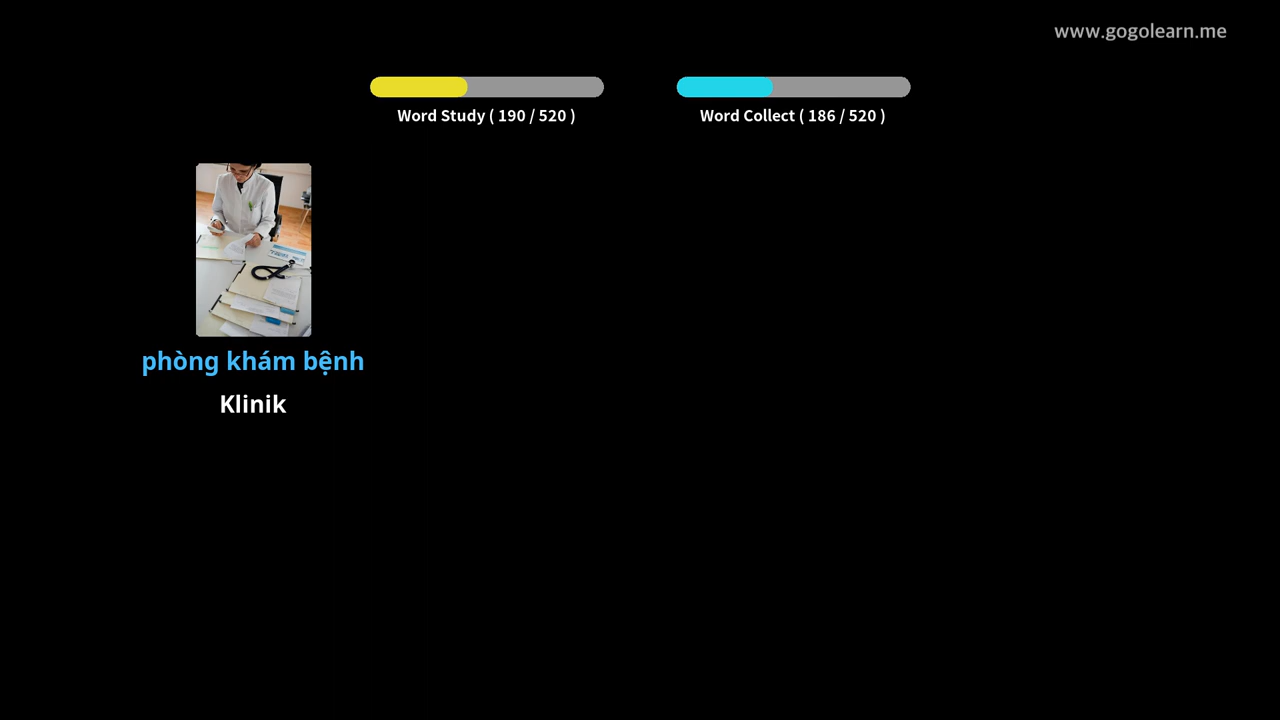 www.gogolearn.me
Word Study ( 190 / 520 )
Word Collect ( 186 / 520 )
phòng khám bệnh
Klinik